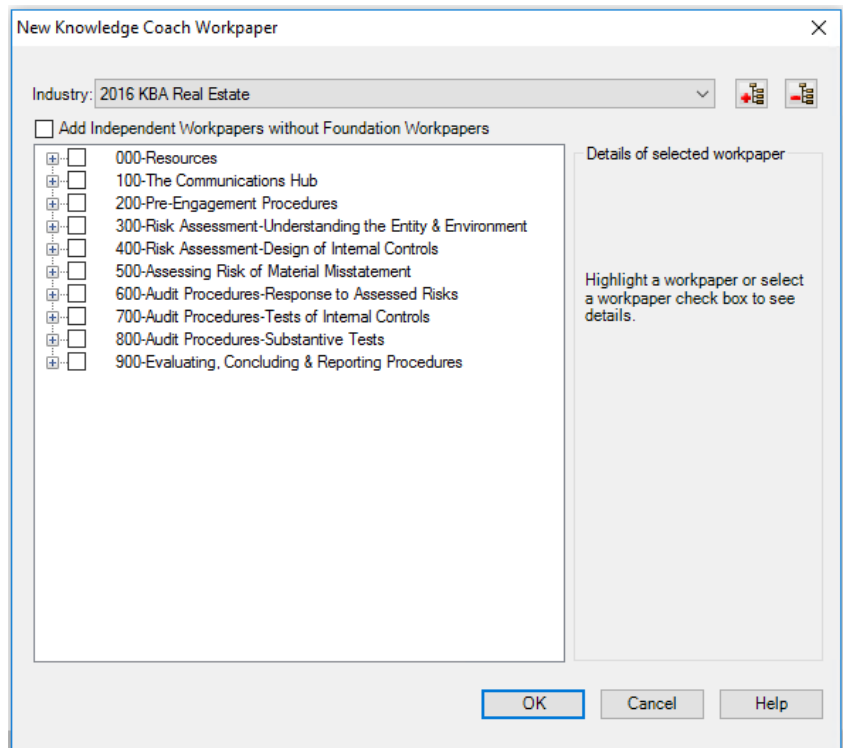 New Knowledge Coach Workpaper
Industry: 2016 KBA Real Estate
Add Independent Workpapers without Foundation Workpapers
000-Resources
100-The Communications Hub
200-Pre-Engagement Procedures
300-Risk Assessment-Understanding the Entity & Environment
400-Risk Assessment-Design of Internal Controls
500-Assessing Risk of Material Misstatement
600-Audit Procedures-Response to Assessed Risks
700-Audit Procedures-Tests of Internal Controls
800-Audit Procedures-Substantive Tests
900-Evaluating, Concluding & Reporting Procedures
Details of selected workpaper
Highlight a workpaper or select
a workpaper check box to see
details.
OK Cancel Help